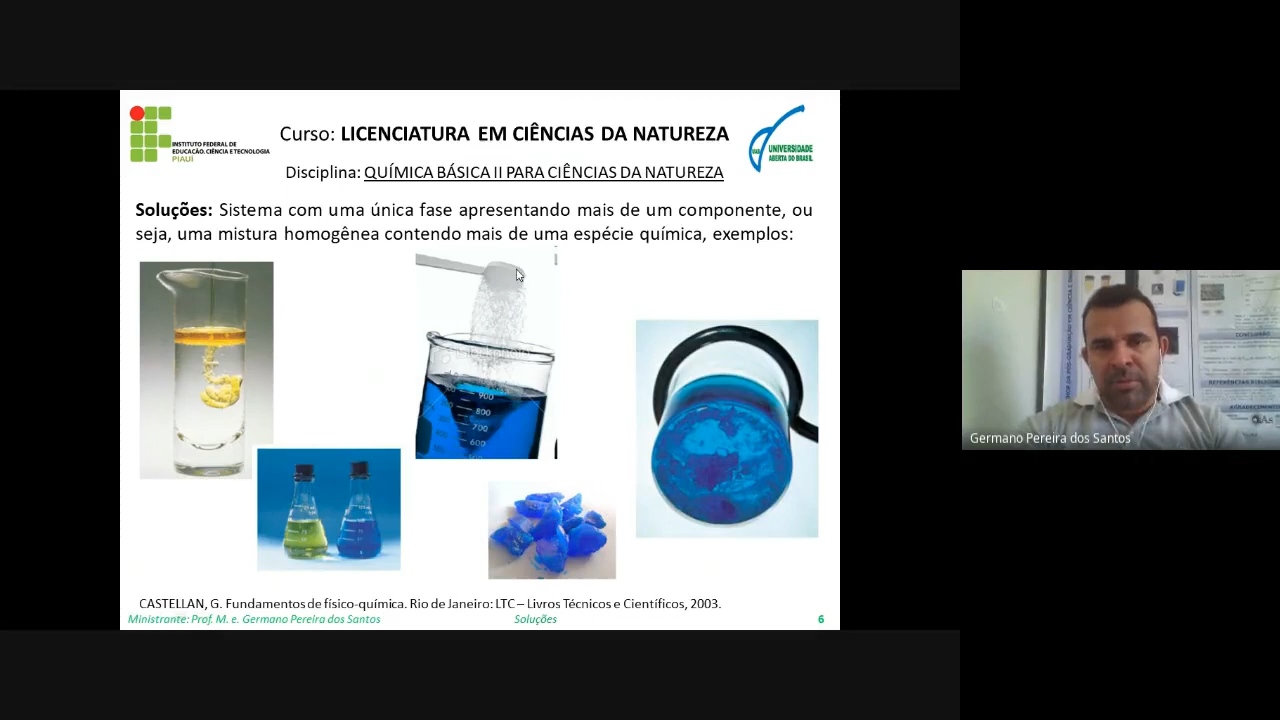 INSTITUTO FEDERAL DE
EDUCAÇÃO, CIÊNCIA E TECNOLOGIA
PIAUÍ
Curso: LICENCIATURA EM CIÊNCIAS DA NATUREZA
Disciplina: QUÍMICA BÁSICA II PARA CIÊNCIAS DA NATUREZA
UAB
UNIVERSIDADE
ABERTA DO BRASIL
Soluções: Sistema com uma única fase apresentando mais de um componente, ou
seja, uma mistura homogênea contendo mais de uma espécie química, exemplos:
900
800
700
600
CASTELLAN, G. Fundamentos de físico-química. Rio de Janeiro: LTC – Livros Técnicos e Científicos, 2003.
Ministrante: Prof. M. e. Germano Pereira dos Santos
Soluções
6
CONCLUSÃO
Germano Pereira dos Santos